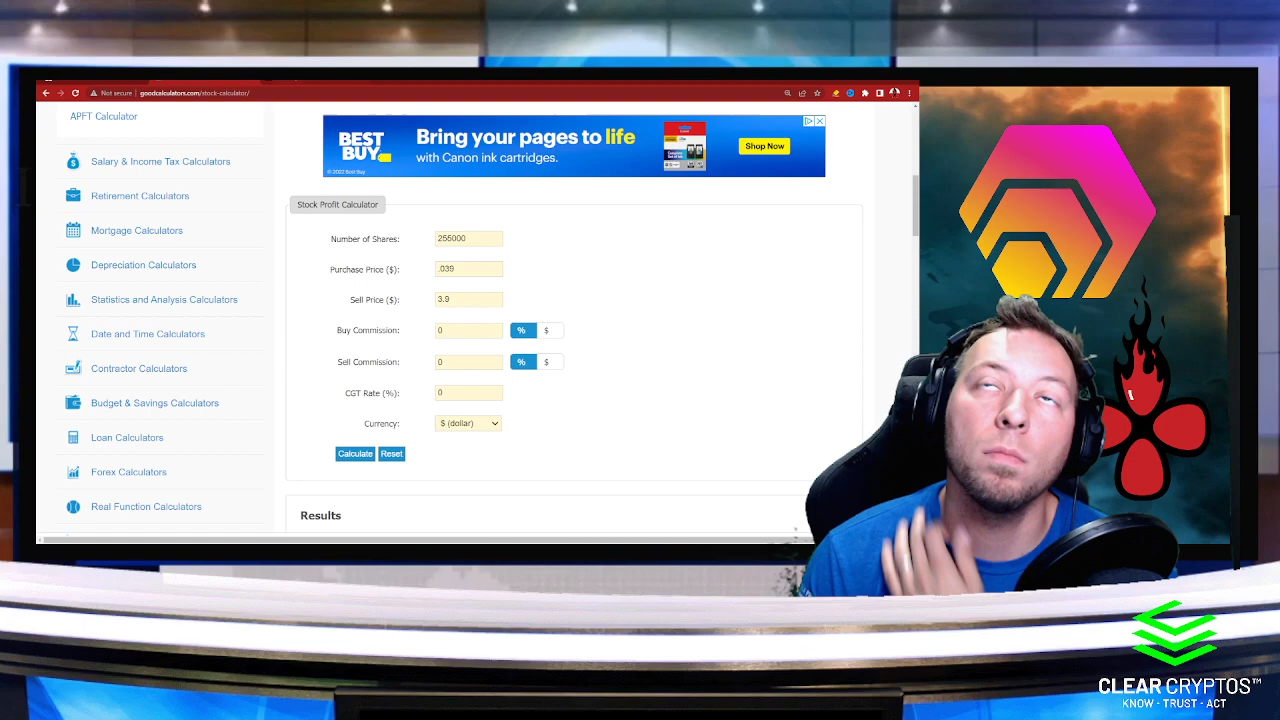 Not secure
goodcalculators.com/stock-calculator/
APFT Calculator
Salary & Income Tax Calculators
Retirement Calculators
Mortgage Calculators
Depreciation Calculators
Statistics and Analysis Calculators
Date and Time Calculators
Contractor Calculators
Budget & Savings Calculators
Loan Calculators
Forex Calculators
Real Function Calculators
BEST BUY
Bring your pages to life
with Canon ink cartridges.
Shop Now
© 2022 Best Buy
Stock Profit Calculator
Number of Shares: 255000
Purchase Price ($): .039
Sell Price ($): 3.9
Buy Commission: 0 % $
Sell Commission: 0 % $
CGT Rate (%): 0
Currency: $ (dollar)
Calculate Reset
Results
CLEAR CRYPTOS™
KNOW - TRUST - ACT